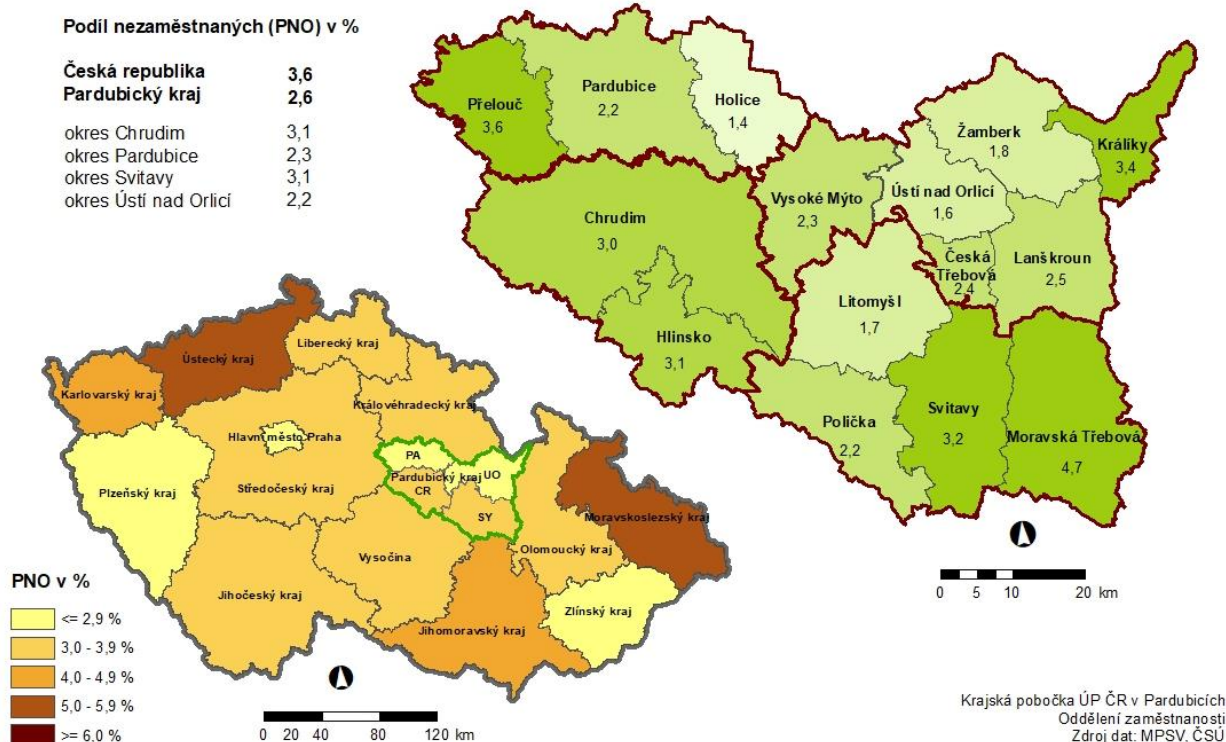 Podíl nezaměstnaných (PNO) v %
Česká republika 3,6
Pardubický kraj 2,6
okres Chrudim 3,1
okres Pardubice 2,3
okres Svitavy 3,1
okres Ústí nad Orlicí 2,2
Přelouč
3,6
Pardubice
2,2
Holice
1,4
Žamberk
1,8
Králíky
3,4
Vysoké Mýto
2,3
Ústí nad Orlicí
1,6
Chrudim
3,0
Česká
Třebová
2,4
Lanškroun
2,5
Litomyšl
1,7
Hlinsko
3,1
Polička
2,2
Svitavy
3,2
Moravská Třebová
4,7
0 5 10 20 km
Ústecký kraj
Liberecký kraj
Karlovarský kraj
Královéhradecký kraj
Hlavní město Praha
PA
UO
Pardubický kraj
CR
Plzeňský kraj
Středočeský kraj
SY
Moravskoslezský kraj
Vysočina
Olomoucký kraj
Jihočeský kraj
Zlínský kraj
Jihomoravský kraj
PNO v %
<= 2,9 %
3,0 - 3,9 %
4,0 - 4,9 %
5,0 - 5,9 %
>= 6,0 %
0 20 40 80 120 km
Krajská pobočka ÚP ČR v Pardubicích
Oddělení zaměstnanosti
Zdroj dat: MPSV, ČSÚ